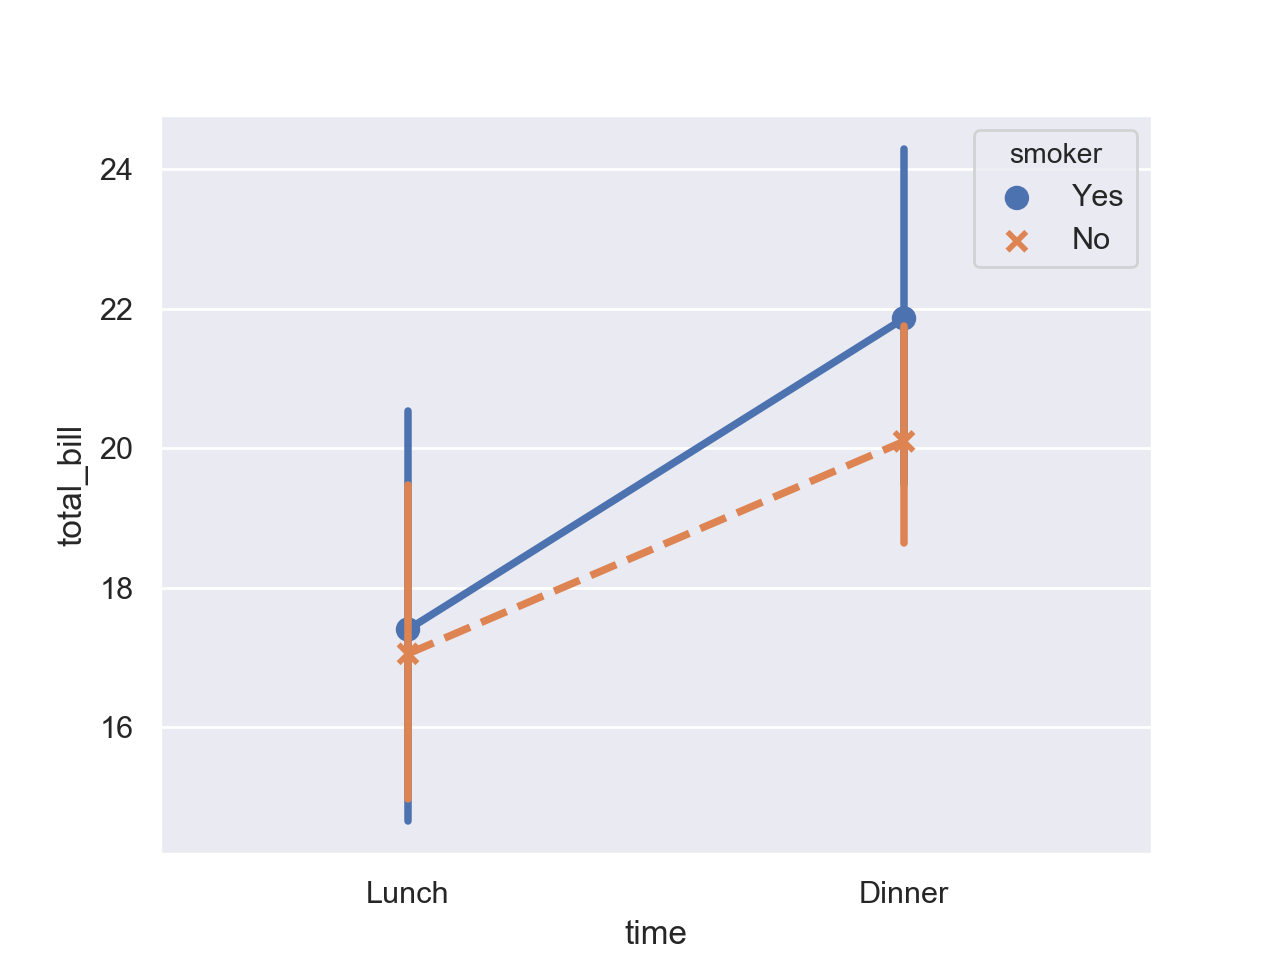 24
22
20
18
16
total_bill
Lunch
Dinner
time
smoker
Yes
No